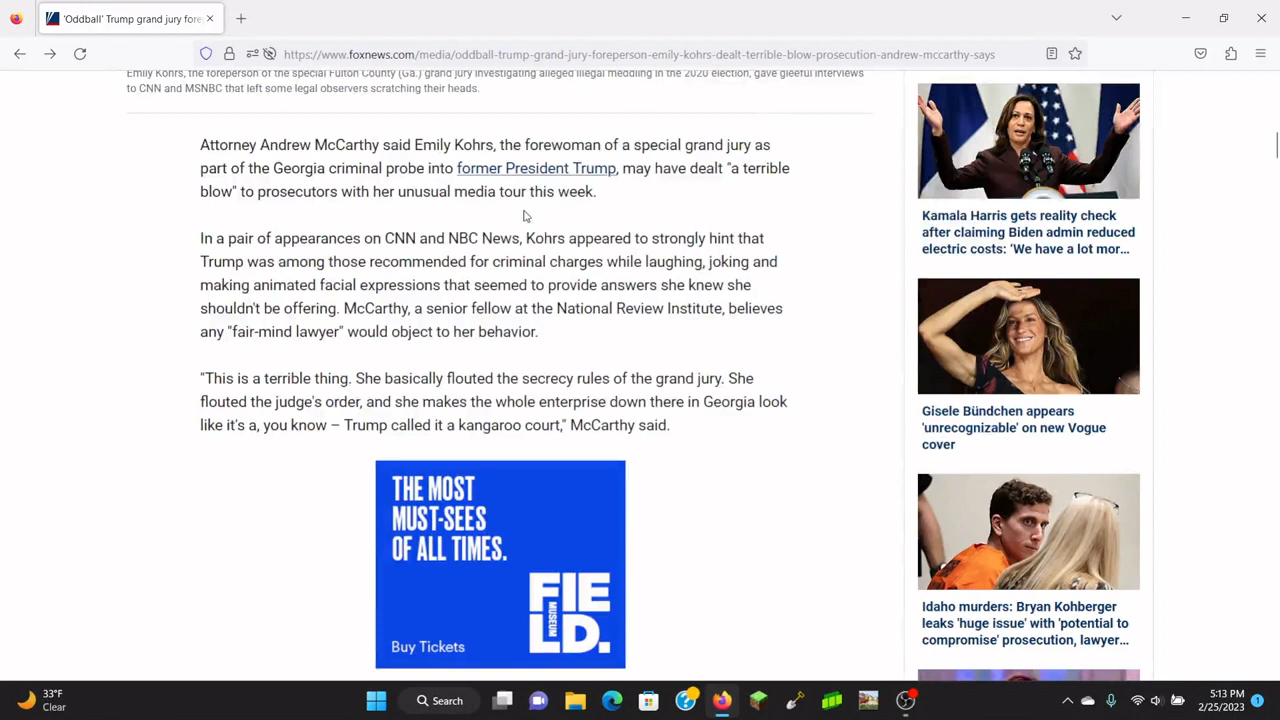 'Oddball' Trump grand jury fore
https://www.foxnews.com/media/oddball-trump-grand-jury-foreperson-emily-kohrs-dealt-terrible-blow-prosecution-andrew-mccarthy-says
Emily Kohrs, the foreperson of the special Fulton County (Ga.) grand jury investigating alleged illegal meddling in the 2020 election, gave gleeful interviews
to CNN and MSNBC that left some legal observers scratching their heads.
Attorney Andrew McCarthy said Emily Kohrs, the forewoman of a special grand jury as
part of the Georgia criminal probe into former President Trump, may have dealt "a terrible
blow" to prosecutors with her unusual media tour this week.
In a pair of appearances on CNN and NBC News, Kohrs appeared to strongly hint that
Trump was among those recommended for criminal charges while laughing, joking and
making animated facial expressions that seemed to provide answers she knew she
shouldn't be offering. McCarthy, a senior fellow at the National Review Institute, believes
any "fair-mind lawyer" would object to her behavior.
"This is a terrible thing. She basically flouted the secrecy rules of the grand jury. She
flouted the judge's order, and she makes the whole enterprise down there in Georgia look
like it's a, you know – Trump called it a kangaroo court," McCarthy said.
THE MOST
MUST-SEES
OF ALL TIMES.
FIELD.
MUSEUM
Buy Tickets
Kamala Harris gets reality check
after claiming Biden admin reduced
electric costs: ‘We have a lot mor...
Gisele Bündchen appears
'unrecognizable' on new Vogue
cover
Idaho murders: Bryan Kohberger
leaks 'huge issue' with 'potential to
compromise' prosecution, lawyer...
33°F
Clear
Search
5:13 PM
2/25/2023
1